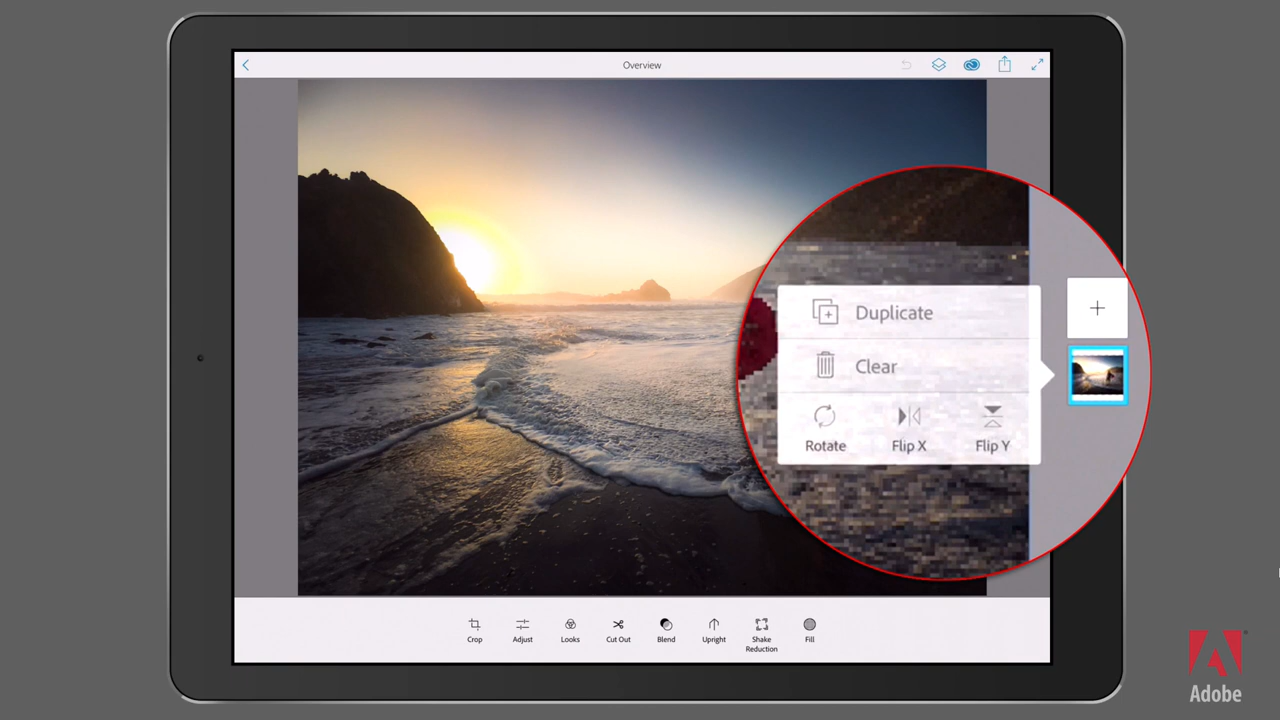 Overview
Duplicate
Clear
Rotate Flip X Flip Y
Crop Adjust Looks Cut Out Blend Upright Shake Reduction Fill
Adobe